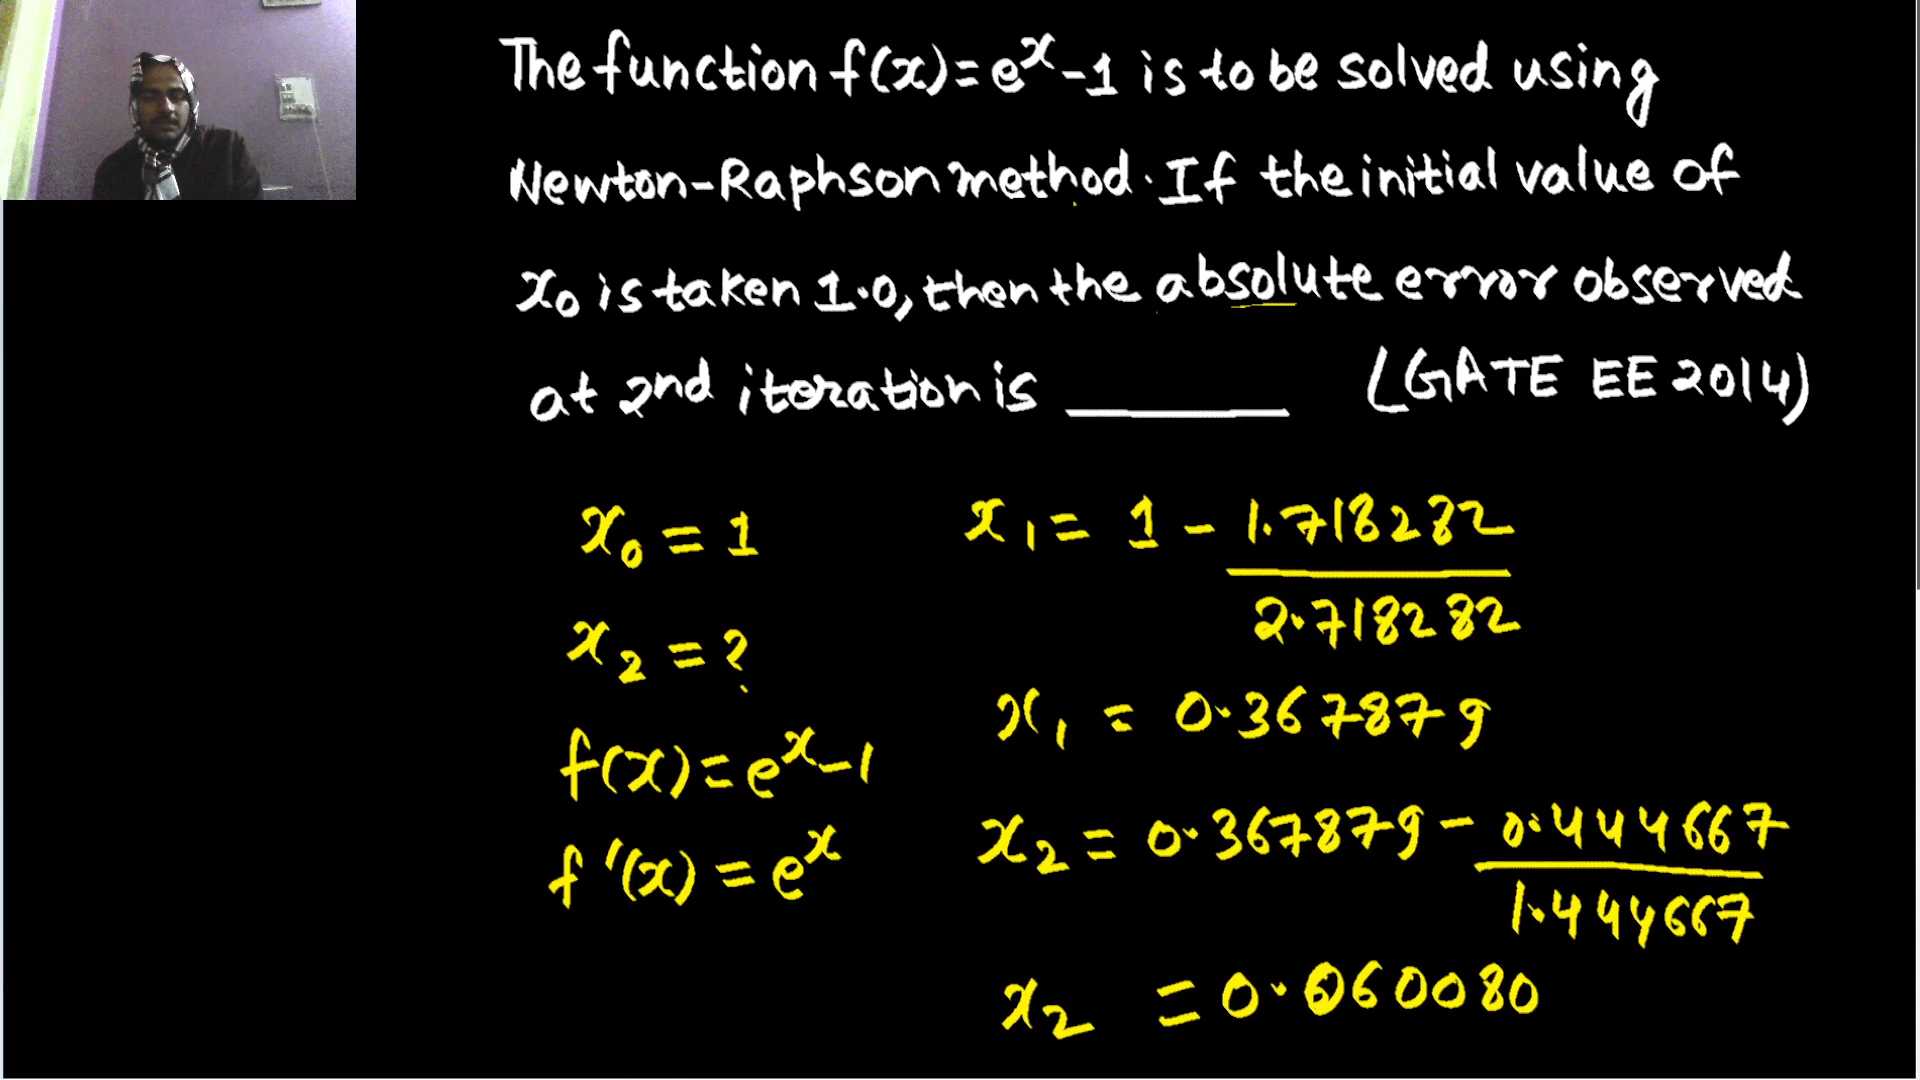 The function f(x)=e^x-1 is to be solved using
Newton-Raphson method. If the initial value of
x₀ is taken 1.0, then the absolute error observed
at 2nd iteration is ______ (GATE EE 2014)
x₀ = 1
x₂ = ?
f(x)=e^x-1
f'(x) = e^x
x₁ = 1 - 1.718282
2.718282
x₁ = 0.367879
x₂ = 0.367879 - 0.444667
1.444667
x₂ = 0.060080